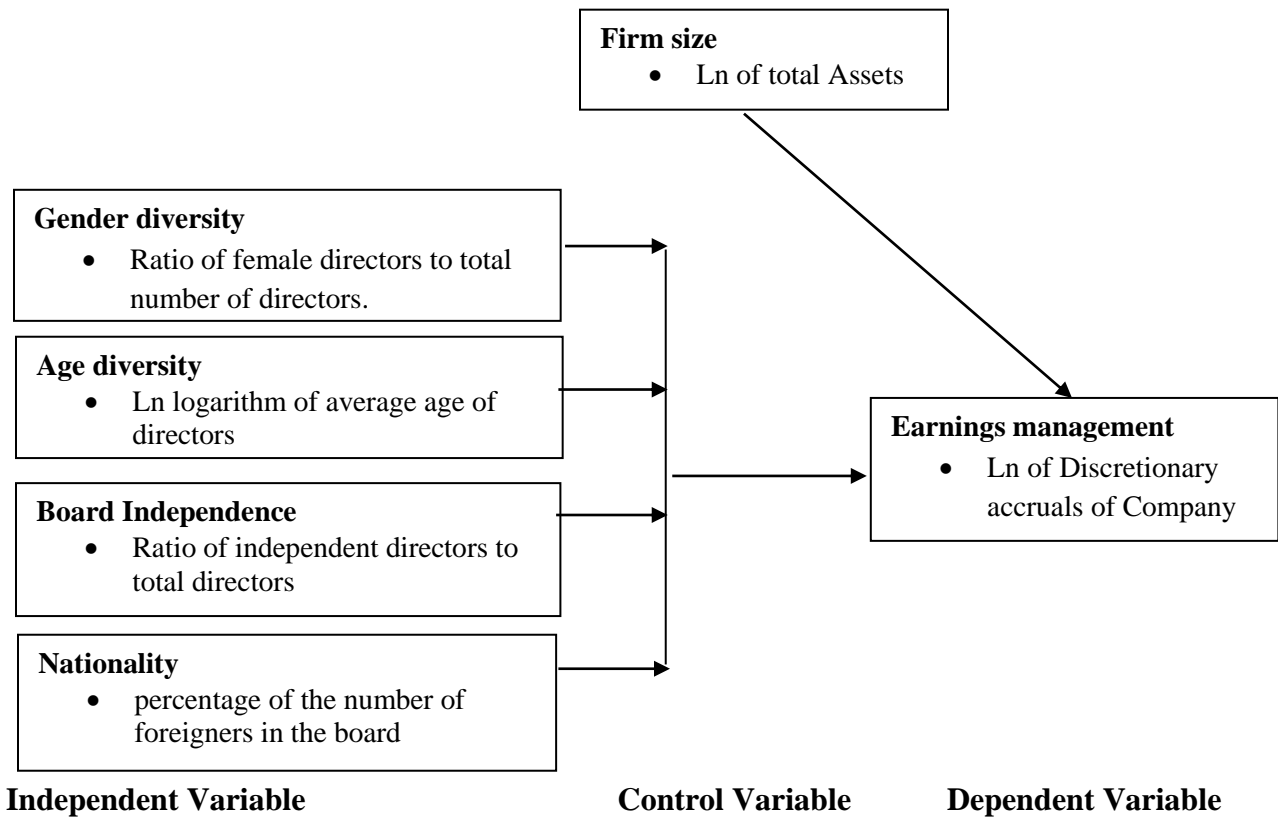 Firm size
• Ln of total Assets
Gender diversity
• Ratio of female directors to total
number of directors.
Age diversity
• Ln logarithm of average age of
directors
Board Independence
• Ratio of independent directors to
total directors
Nationality
• percentage of the number of
foreigners in the board
Earnings management
• Ln of Discretionary
accruals of Company
Independent Variable
Control Variable
Dependent Variable